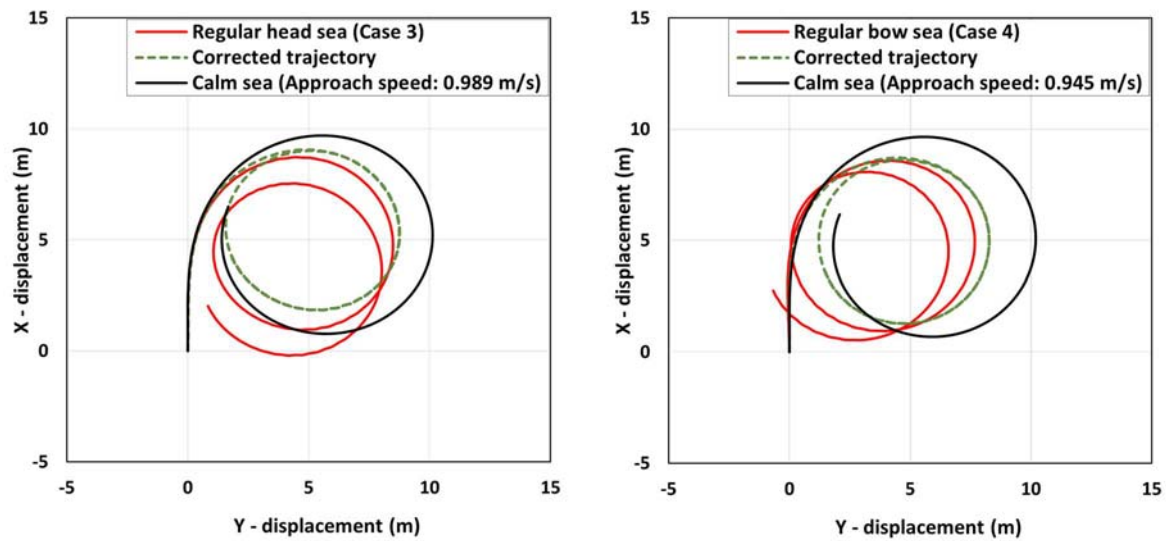 15
Regular head sea (Case 3)
Corrected trajectory
Calm sea (Approach speed: 0.989 m/s)
10
5
0
-5
X - displacement (m)
-5
0
5
10
15
Y - displacement (m)
15
Regular bow sea (Case 4)
Corrected trajectory
Calm sea (Approach speed: 0.945 m/s)
10
5
0
-5
X - displacement (m)
-5
0
5
10
15
Y - displacement (m)